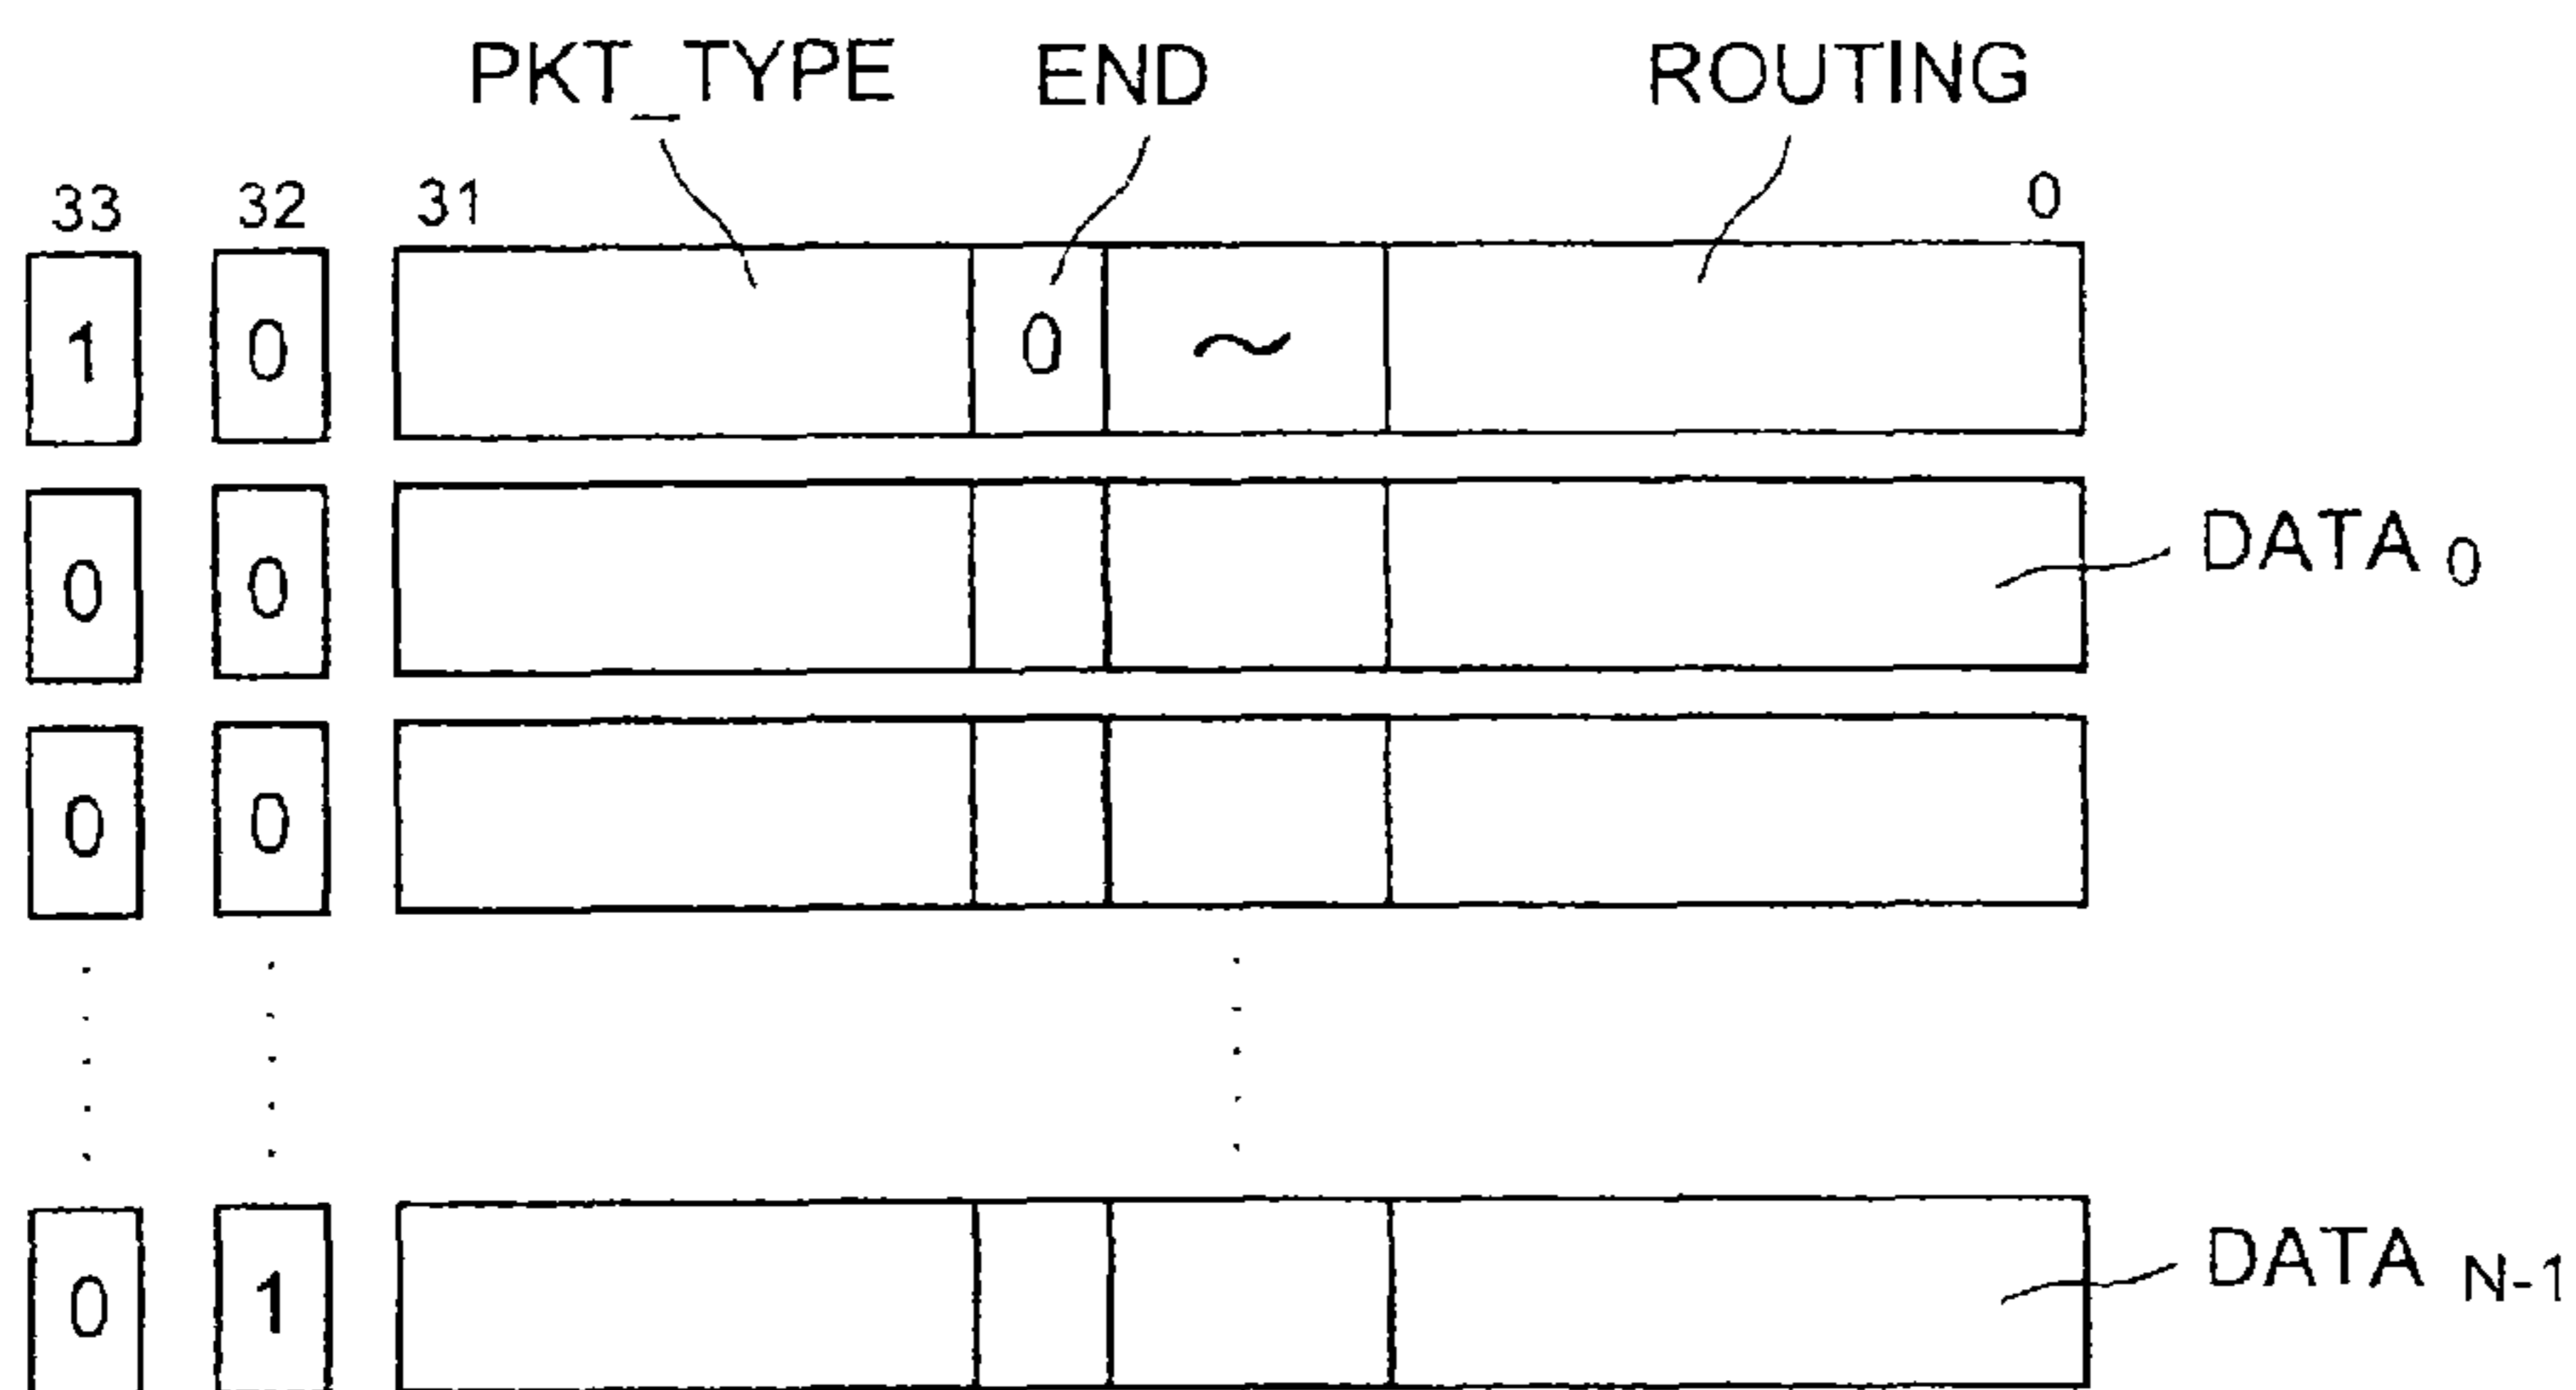 PKT_TYPE END ROUTING
33 32 31 0
1 0 0 ~
0 0 DATA 0
0 0
0 1 DATA N-1